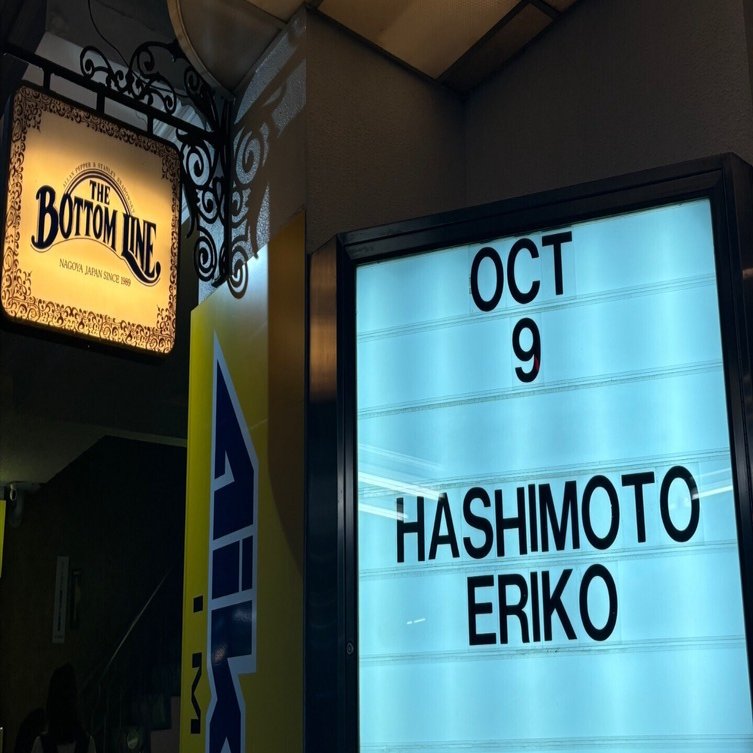 THE
BOTTOM LINE
NAGOYA JAPAN SINCE 1989
OCT
9
HASHIMOTO
ERIKO